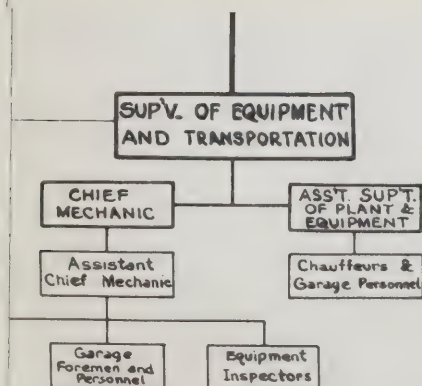 SUP'V. OF EQUIPMENT
AND TRANSPORTATION
CHIEF
MECHANIC
ASS'T. SUP'T.
OF PLANT &
EQUIPMENT
Assistant
Chief Mechanic
Chauffeurs &
Garage Personnel
Garage
Foremen and
Personnel
Equipment
Inspectors